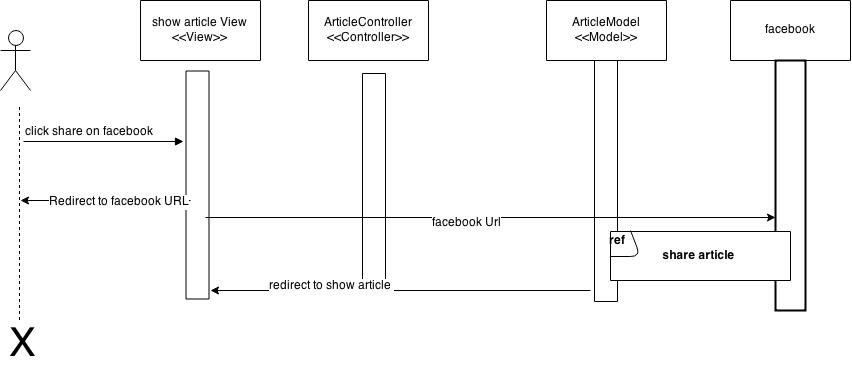 show article View
<<View>>
ArticleController
<<Controller>>
ArticleModel
<<Model>>
facebook
click share on facebook
Redirect to facebook URL
facebook Url
ref
share article
redirect to show article
X